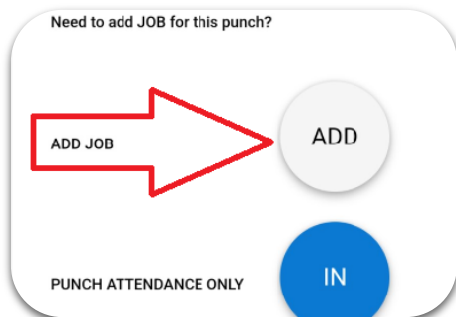 Need to add JOB for this punch?
ADD JOB
ADD
PUNCH ATTENDANCE ONLY
IN